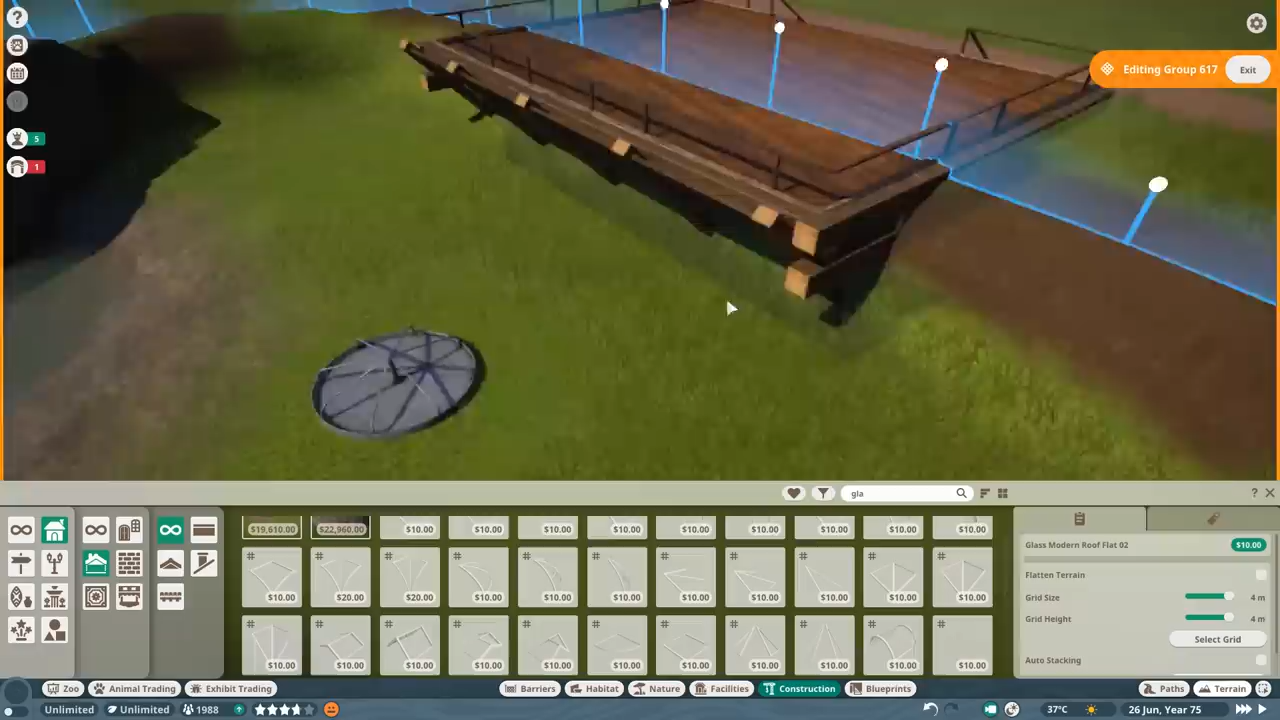 ?
Editing Group 617
Exit
5
1
gla
? ×
$19,610.00 $22,960.00 $10.00 $10.00 $10.00 $10.00 $10.00 $10.00 $10.00 $10.00 $10.00
Glass Modern Roof Flat 02 $10.00
Flatten Terrain
$10.00 $20.00 $20.00 $10.00 $10.00 $10.00 $10.00 $10.00 $10.00 $10.00 $10.00
Grid Size 4 m
Grid Height 4 m
Select Grid
$10.00 $10.00 $10.00 $10.00 $10.00 $10.00 $10.00 $10.00 $10.00 $10.00 $10.00
Auto Stacking
Zoo Animal Trading Exhibit Trading Barriers Habitat Nature Facilities Construction Blueprints Paths Terrain
Unlimited Unlimited 1988 37°C 26 Jun, Year 75